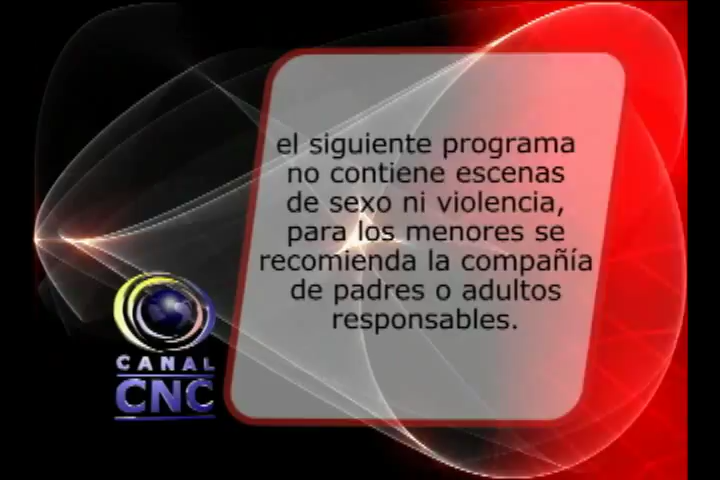 el siguiente programa
no contiene escenas
de sexo ni violencia,
para los menores se
recomienda la compañía
de padres o adultos
responsables.
CANAL
CNC